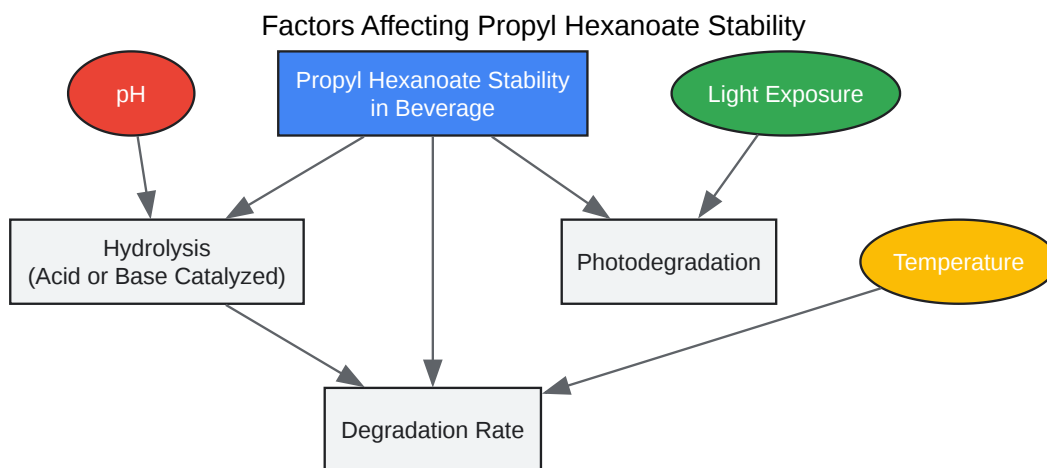 Factors Affecting Propyl Hexanoate Stability
pH
Propyl Hexanoate Stability
in Beverage
Light Exposure
Hydrolysis
(Acid or Base Catalyzed)
Photodegradation
Temperature
Degradation Rate